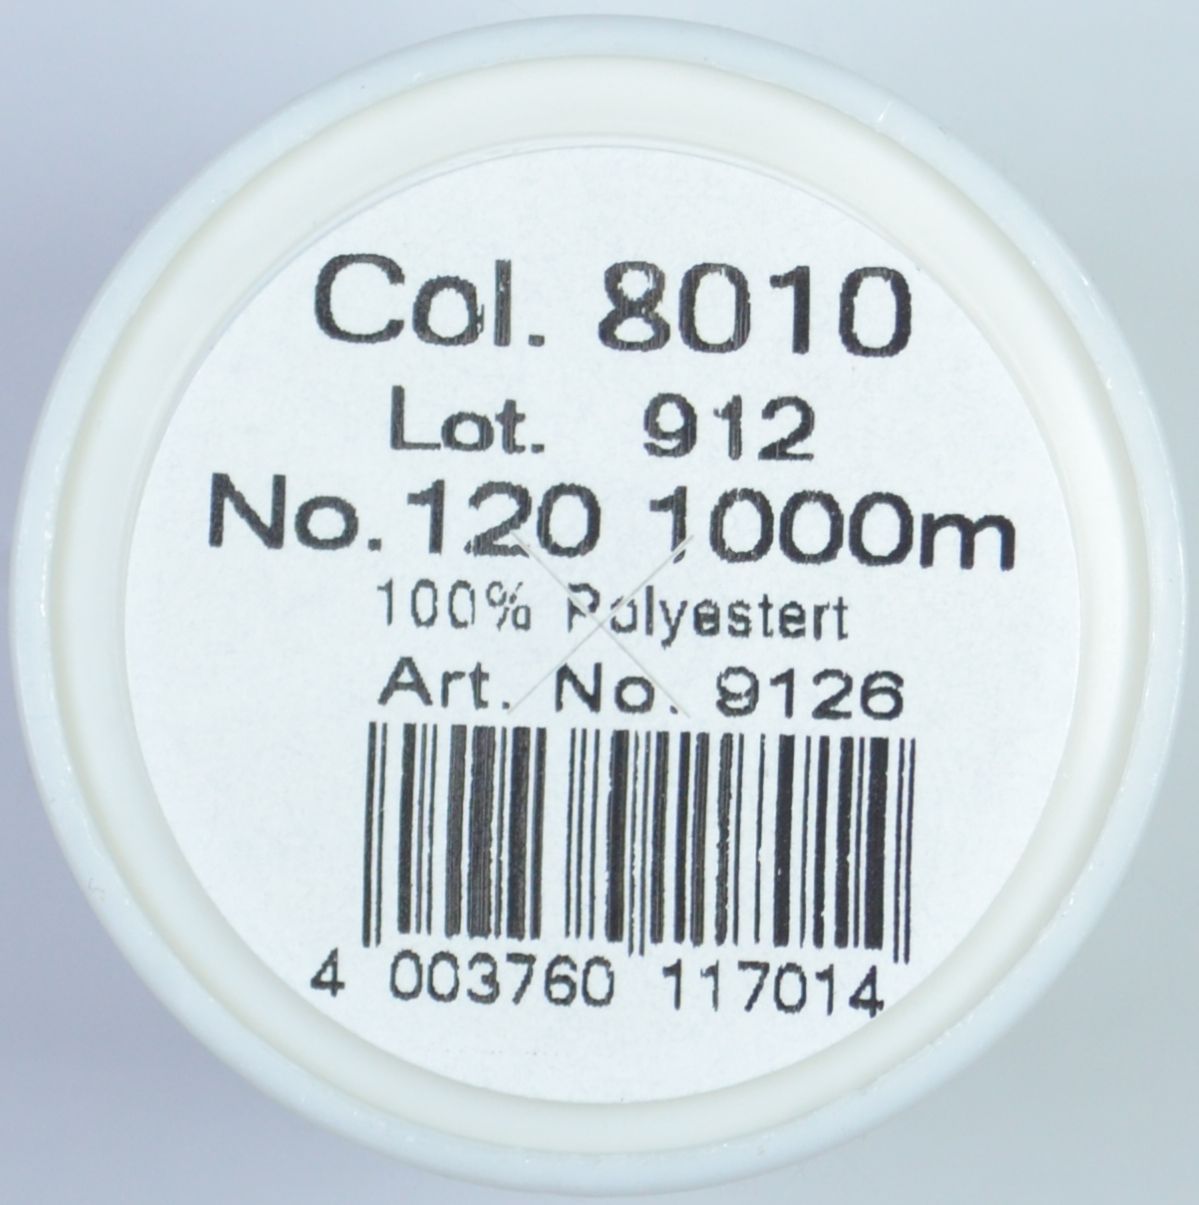 Col. 8010
Lot. 912
No. 120 1000m
100% Polyestert
Art. No. 9126
4 003760 117014